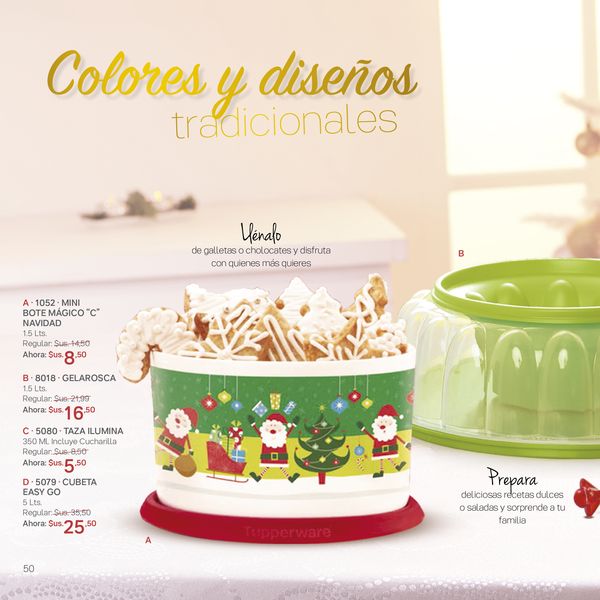 Colores y diseños
tradicionales
Llénalo
de galletas o cholocates y disfruta
con quienes más quieres
B
A · 1052 · MINI
BOTE MÁGICO "C"
NAVIDAD
1.5 Lts.
Regular: $us. 14,50
Ahora: $us. 8,50
B · 8018 · GELAROSCA
1.5 Lts.
Regular: $us. 21,99
Ahora: $us. 16,50
C · 5080 · TAZA ILUMINA
350 Ml. Incluye Cucharilla
Regular: $us. 8,50
Ahora: $us. 5,50
D · 5079 · CUBETA
EASY GO
5 Lts.
Regular: $us. 35,50
Ahora: $us. 25,50
Prepara
deliciosas recetas dulces
o saladas y sorprende a tu
familia
Tupperware
A
50